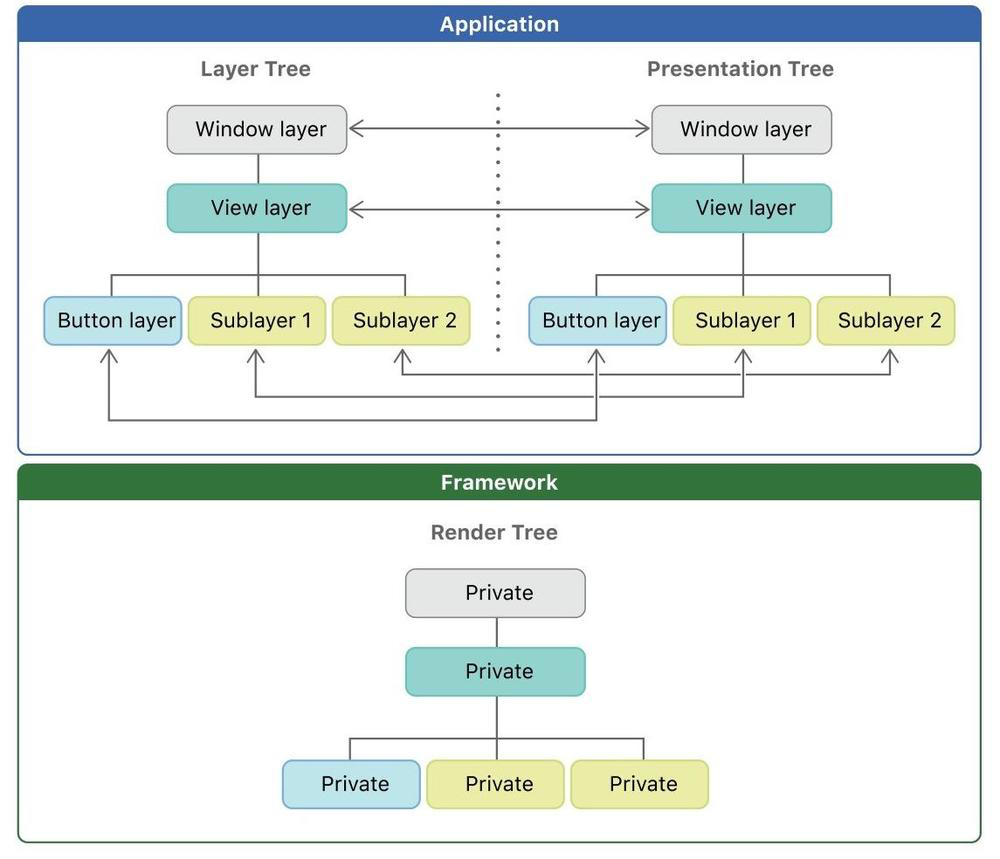 Application
Layer Tree
Presentation Tree
Window layer
Window layer
View layer
View layer
Button layer
Sublayer 1
Sublayer 2
Button layer
Sublayer 1
Sublayer 2
Framework
Render Tree
Private
Private
Private
Private
Private